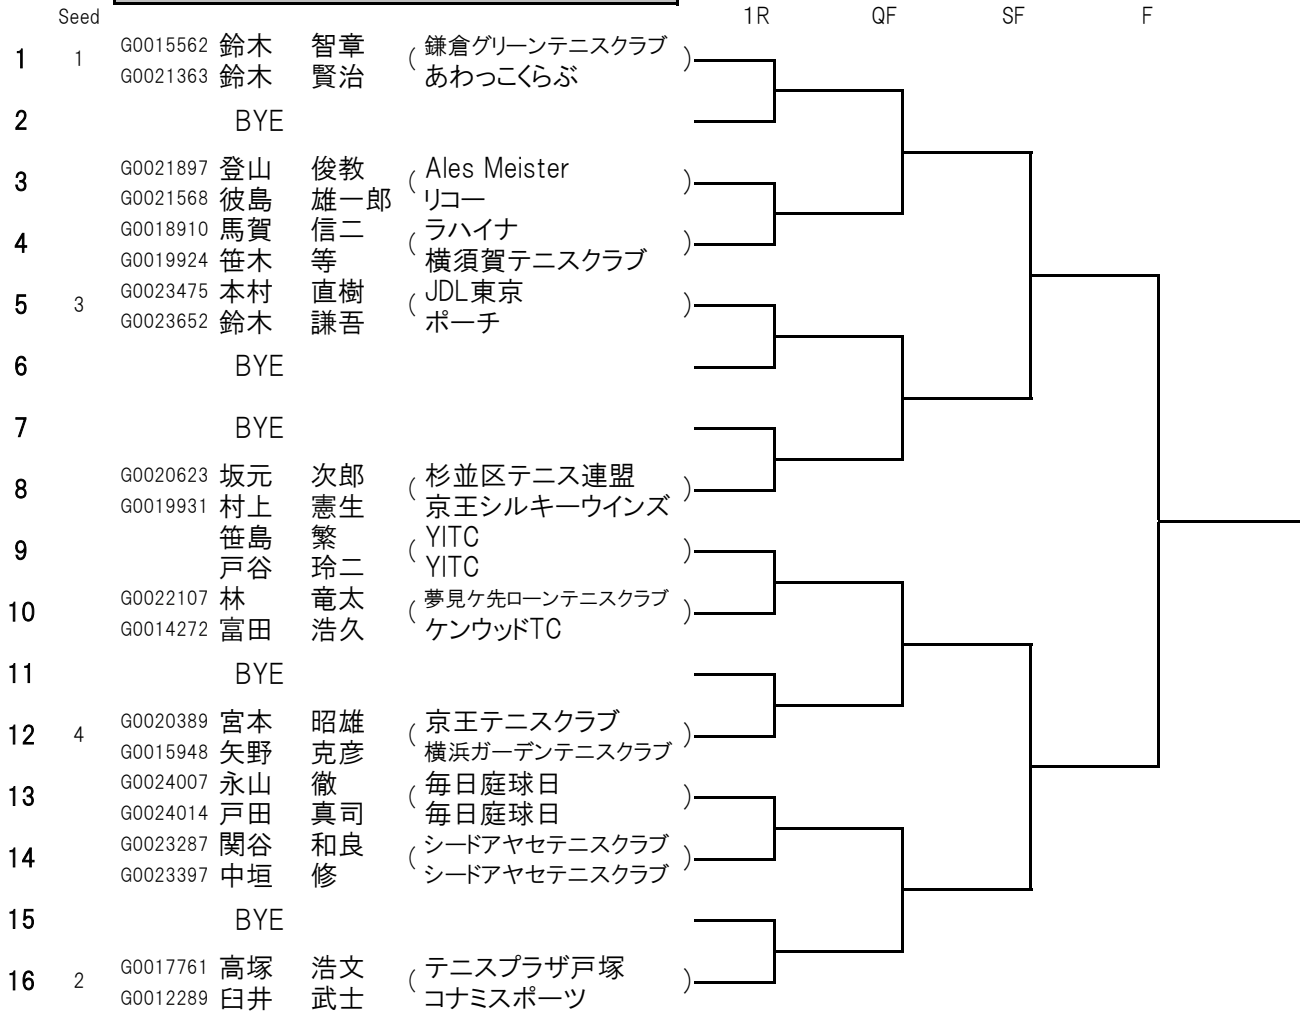 Seed 1R QF SF F
1 1 G0015562 鈴木 智章 ( 鎌倉グリーンテニスクラブ )
G0021363 鈴木 賢治 あわっこくらぶ
2 BYE
3 G0021897 登山 俊教 ( Ales Meister )
G0021568 彼島 雄一郎 リコー
4 G0018910 馬賀 信二 ( ラハイナ )
G0019924 笹木 等 横須賀テニスクラブ
5 3 G0023475 本村 直樹 ( JDL東京 )
G0023652 鈴木 謙吾 ポーチ
6 BYE
7 BYE
8 G0020623 坂元 次郎 ( 杉並区テニス連盟 )
G0019931 村上 憲生 京王シルキーウインズ
9 笹島 繁 ( YITC )
戸谷 玲二 YITC
10 G0022107 林 竜太 ( 夢見ケ先ローンテニスクラブ )
G0014272 富田 浩久 ケンウッドTC
11 BYE
12 4 G0020389 宮本 昭雄 ( 京王テニスクラブ )
G0015948 矢野 克彦 横浜ガーデンテニスクラブ
13 G0024007 永山 徹 ( 毎日庭球日 )
G0024014 戸田 真司 毎日庭球日
14 G0023287 関谷 和良 ( シードアヤセテニスクラブ )
G0023397 中垣 修 シードアヤセテニスクラブ
15 BYE
16 2 G0017761 高塚 浩文 ( テニスプラザ戸塚 )
G0012289 臼井 武士 コナミスポーツ